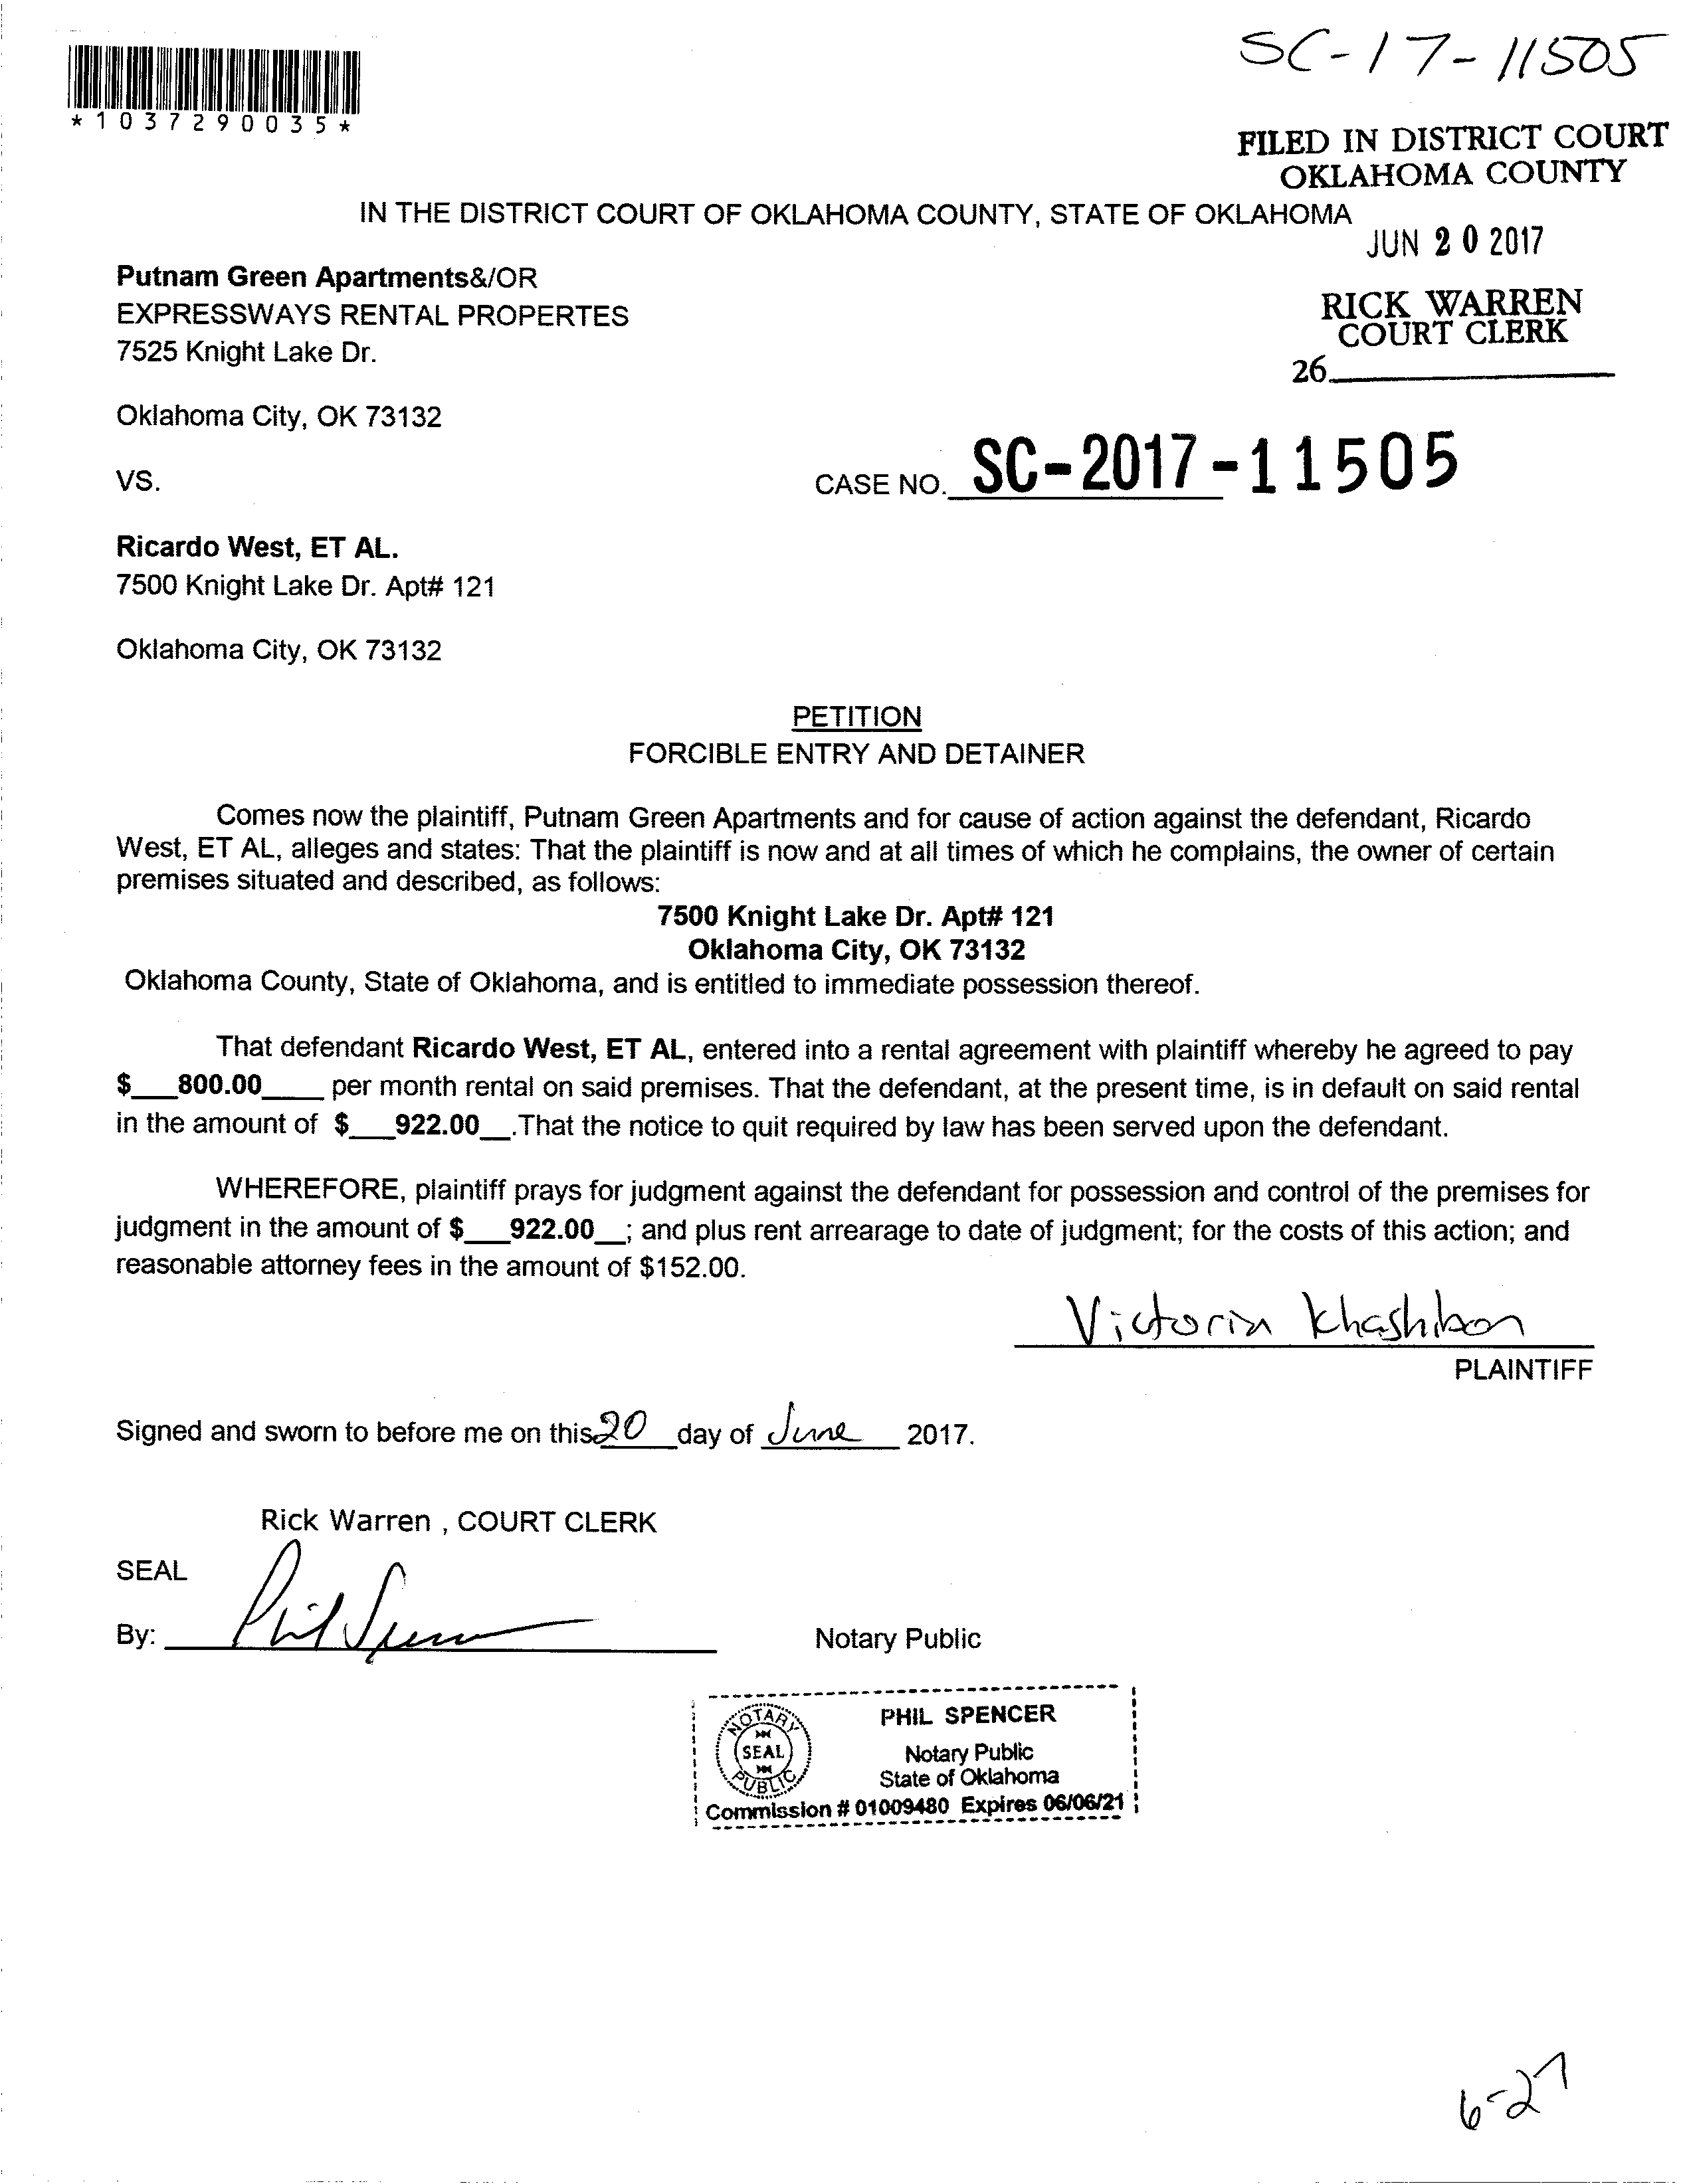 SC-17-11505
*1037290035*
FILED IN DISTRICT COURT
OKLAHOMA COUNTY
IN THE DISTRICT COURT OF OKLAHOMA COUNTY, STATE OF OKLAHOMA
JUN 20 2017
Putnam Green Apartments&/OR
EXPRESSWAYS RENTAL PROPERTES
7525 Knight Lake Dr.
RICK WARREN
COURT CLERK
26
Oklahoma City, OK 73132
VS.
CASE NO. SC-2017-11505
Ricardo West, ET AL.
7500 Knight Lake Dr. Apt# 121
Oklahoma City, OK 73132
PETITION
FORCIBLE ENTRY AND DETAINER
Comes now the plaintiff, Putnam Green Apartments and for cause of action against the defendant, Ricardo
West, ET AL, alleges and states: That the plaintiff is now and at all times of which he complains, the owner of certain
premises situated and described, as follows:
7500 Knight Lake Dr. Apt# 121
Oklahoma City, OK 73132
Oklahoma County, State of Oklahoma, and is entitled to immediate possession thereof.
That defendant Ricardo West, ET AL, entered into a rental agreement with plaintiff whereby he agreed to pay
$___800.00____ per month rental on said premises. That the defendant, at the present time, is in default on said rental
in the amount of $___922.00__.That the notice to quit required by law has been served upon the defendant.
WHEREFORE, plaintiff prays for judgment against the defendant for possession and control of the premises for
judgment in the amount of $___922.00__; and plus rent arrearage to date of judgment; for the costs of this action; and
reasonable attorney fees in the amount of $152.00.
Victoria
PLAINTIFF
Signed and sworn to before me on this 20 day of June 2017.
Rick Warren , COURT CLERK
SEAL
By: Phil Spencer
Notary Public
NOTARY
SEAL
PUBLIC
PHIL SPENCER
Notary Public
State of Oklahoma
Commission # 01009480 Expires 06/06/21
6-27